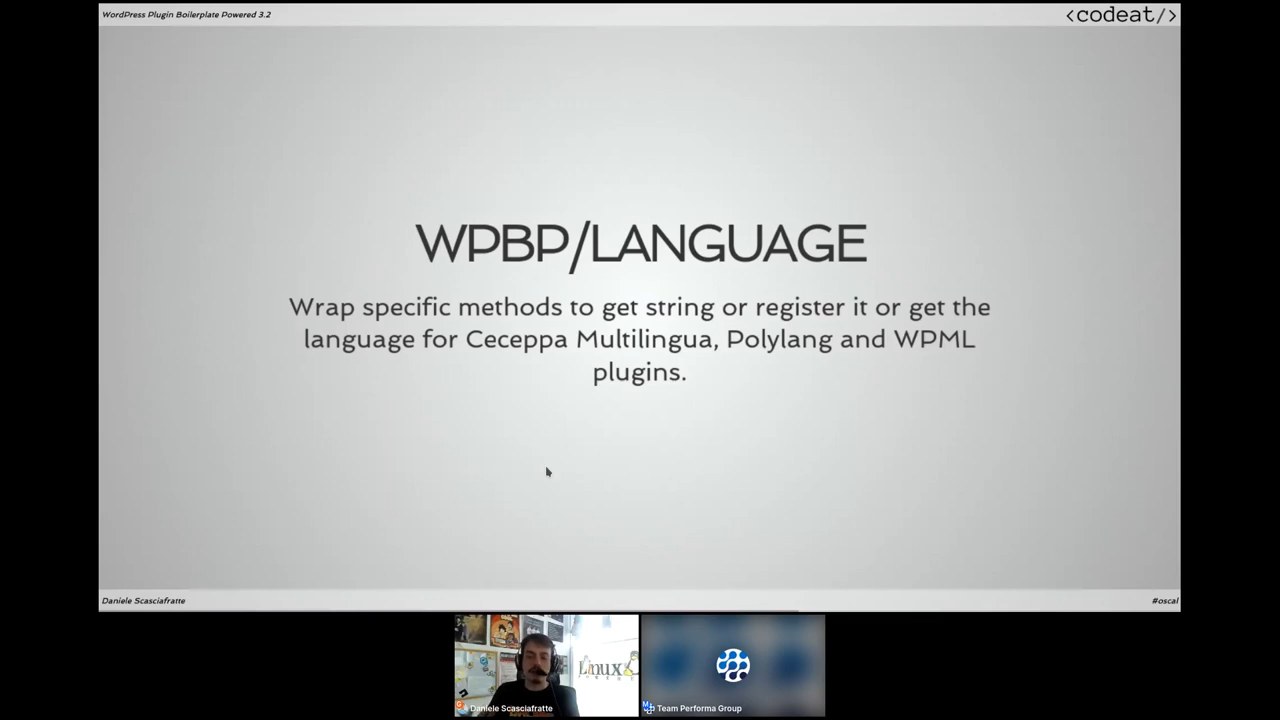 WordPress Plugin Boilerplate Powered 3.2
<codeat/>
WPBP/LANGUAGE
Wrap specific methods to get string or register it or get the
language for Ceceppa Multilingua, Polylang and WPML
plugins.
Daniele Scasciafratte
#oscal
Linux
Daniele Scasciafratte
Team Performa Group